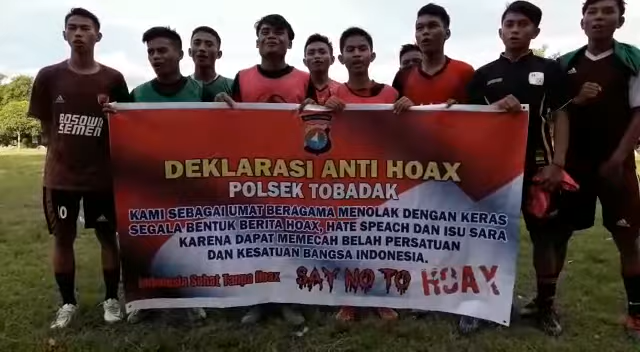 BOSOWA
SEMEN
DEKLARASI ANTI HOAX
POLSEK TOBADAK
KAMI SEBAGAI UMAT BERAGAMA MENOLAK DENGAN KERAS
SEGALA BENTUK BERITA HOAX, HATE SPEACH DAN ISU SARA
KARENA DAPAT MEMECAH BELAH PERSATUAN
DAN KESATUAN BANGSA INDONESIA.
Indonesia Sehat Tanpa Hoax
SAY NO TO HOAX